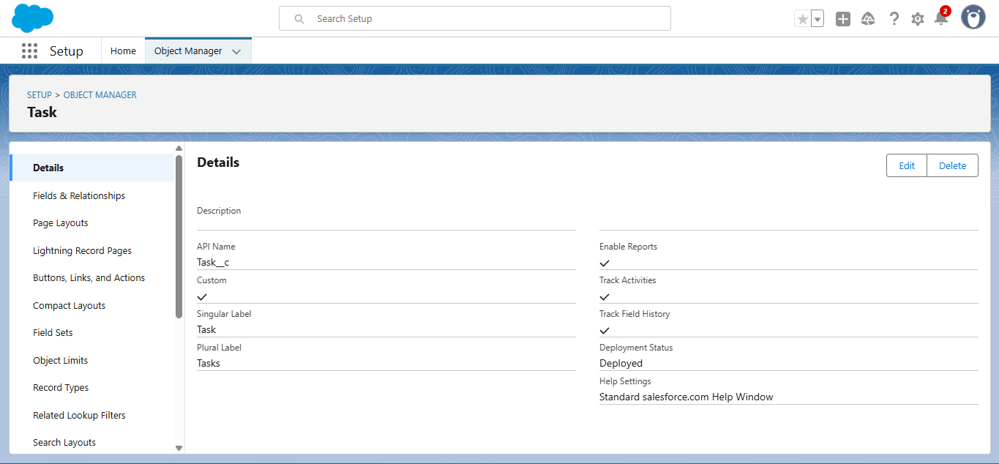 Search Setup
2
Setup
Home
Object Manager
SETUP > OBJECT MANAGER
Task
Details
Fields & Relationships
Page Layouts
Lightning Record Pages
Buttons, Links, and Actions
Compact Layouts
Field Sets
Object Limits
Record Types
Related Lookup Filters
Search Layouts
Details
Edit
Delete
Description
API Name
Task__c
Custom
Singular Label
Task
Plural Label
Tasks
Enable Reports
Track Activities
Track Field History
Deployment Status
Deployed
Help Settings
Standard salesforce.com Help Window